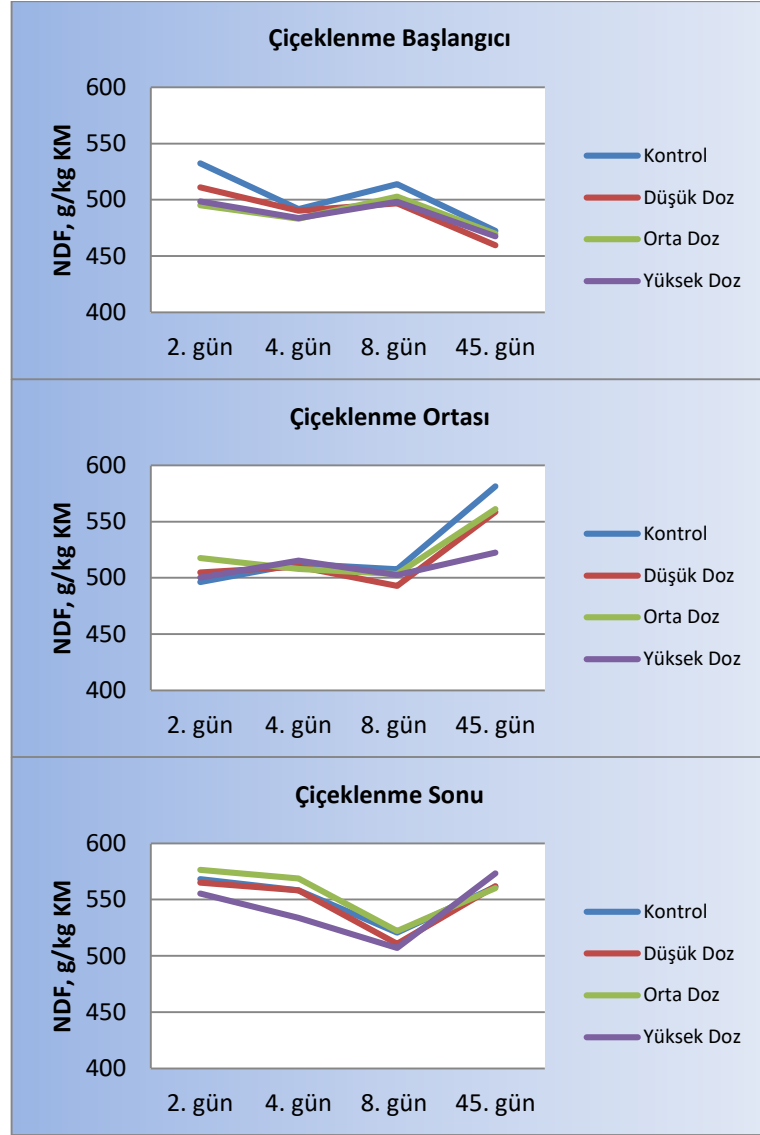 Çiçeklenme Başlangıcı
NDF, g/kg KM
600
550
500
450
400
2. gün 4. gün 8. gün 45. gün
Kontrol
Düşük Doz
Orta Doz
Yüksek Doz
Çiçeklenme Ortası
NDF, g/kg KM
600
550
500
450
400
2. gün 4. gün 8. gün 45. gün
Kontrol
Düşük Doz
Orta Doz
Yüksek Doz
Çiçeklenme Sonu
NDF, g/kg KM
600
550
500
450
400
2. gün 4. gün 8. gün 45. gün
Kontrol
Düşük Doz
Orta Doz
Yüksek Doz